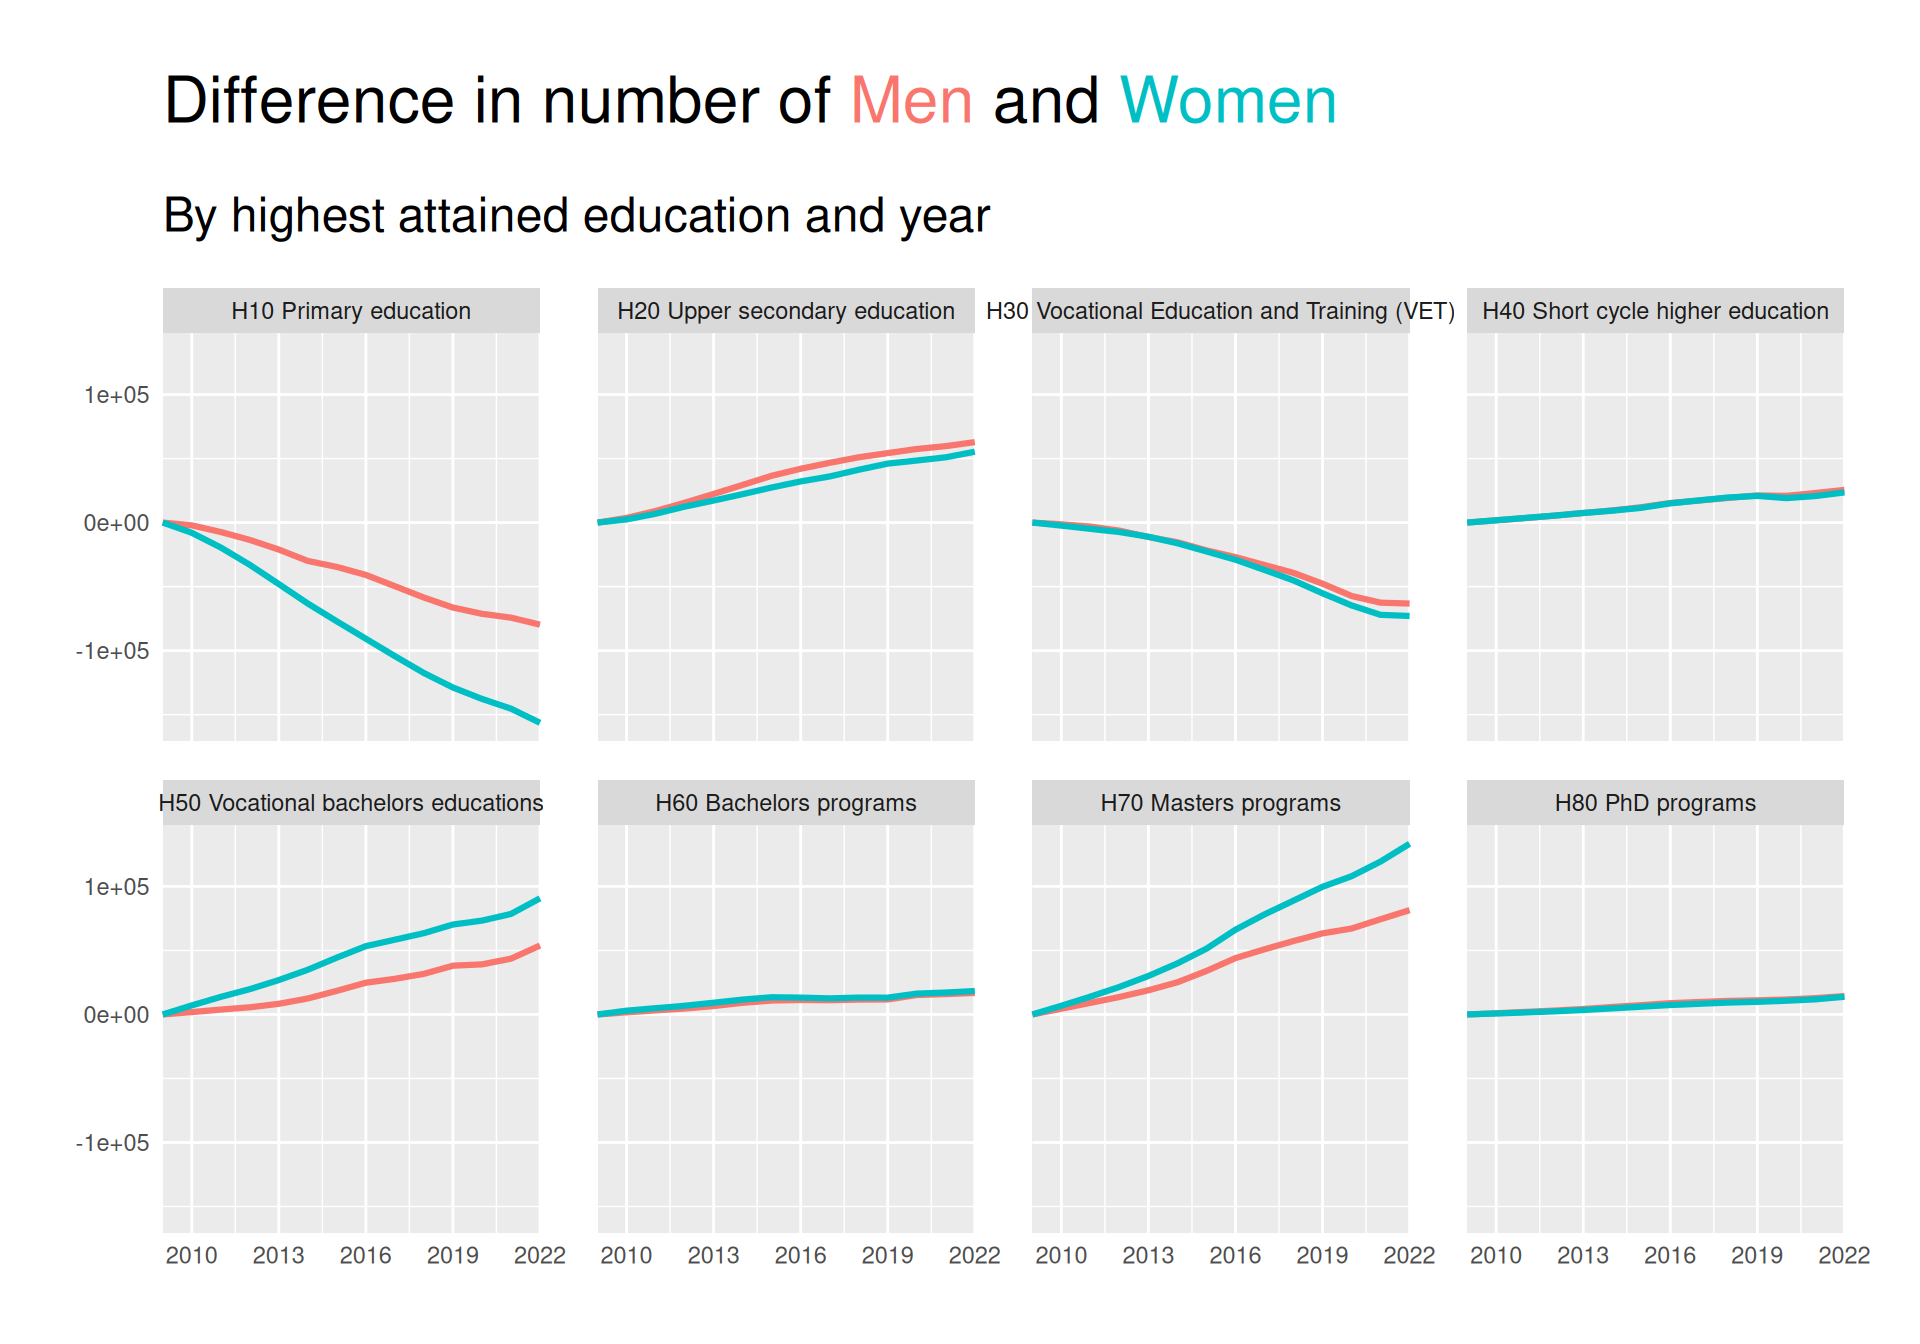 Difference in number of Men and Women
By highest attained education and year
H10 Primary education
H20 Upper secondary education
H30 Vocational Education and Training (VET)
H40 Short cycle higher education
1e+05
0e+00
-1e+05
H50 Vocational bachelors educations
H60 Bachelors programs
H70 Masters programs
H80 PhD programs
1e+05
0e+00
-1e+05
2010 2013 2016 2019 2022 2010 2013 2016 2019 2022 2010 2013 2016 2019 2022 2010 2013 2016 2019 2022